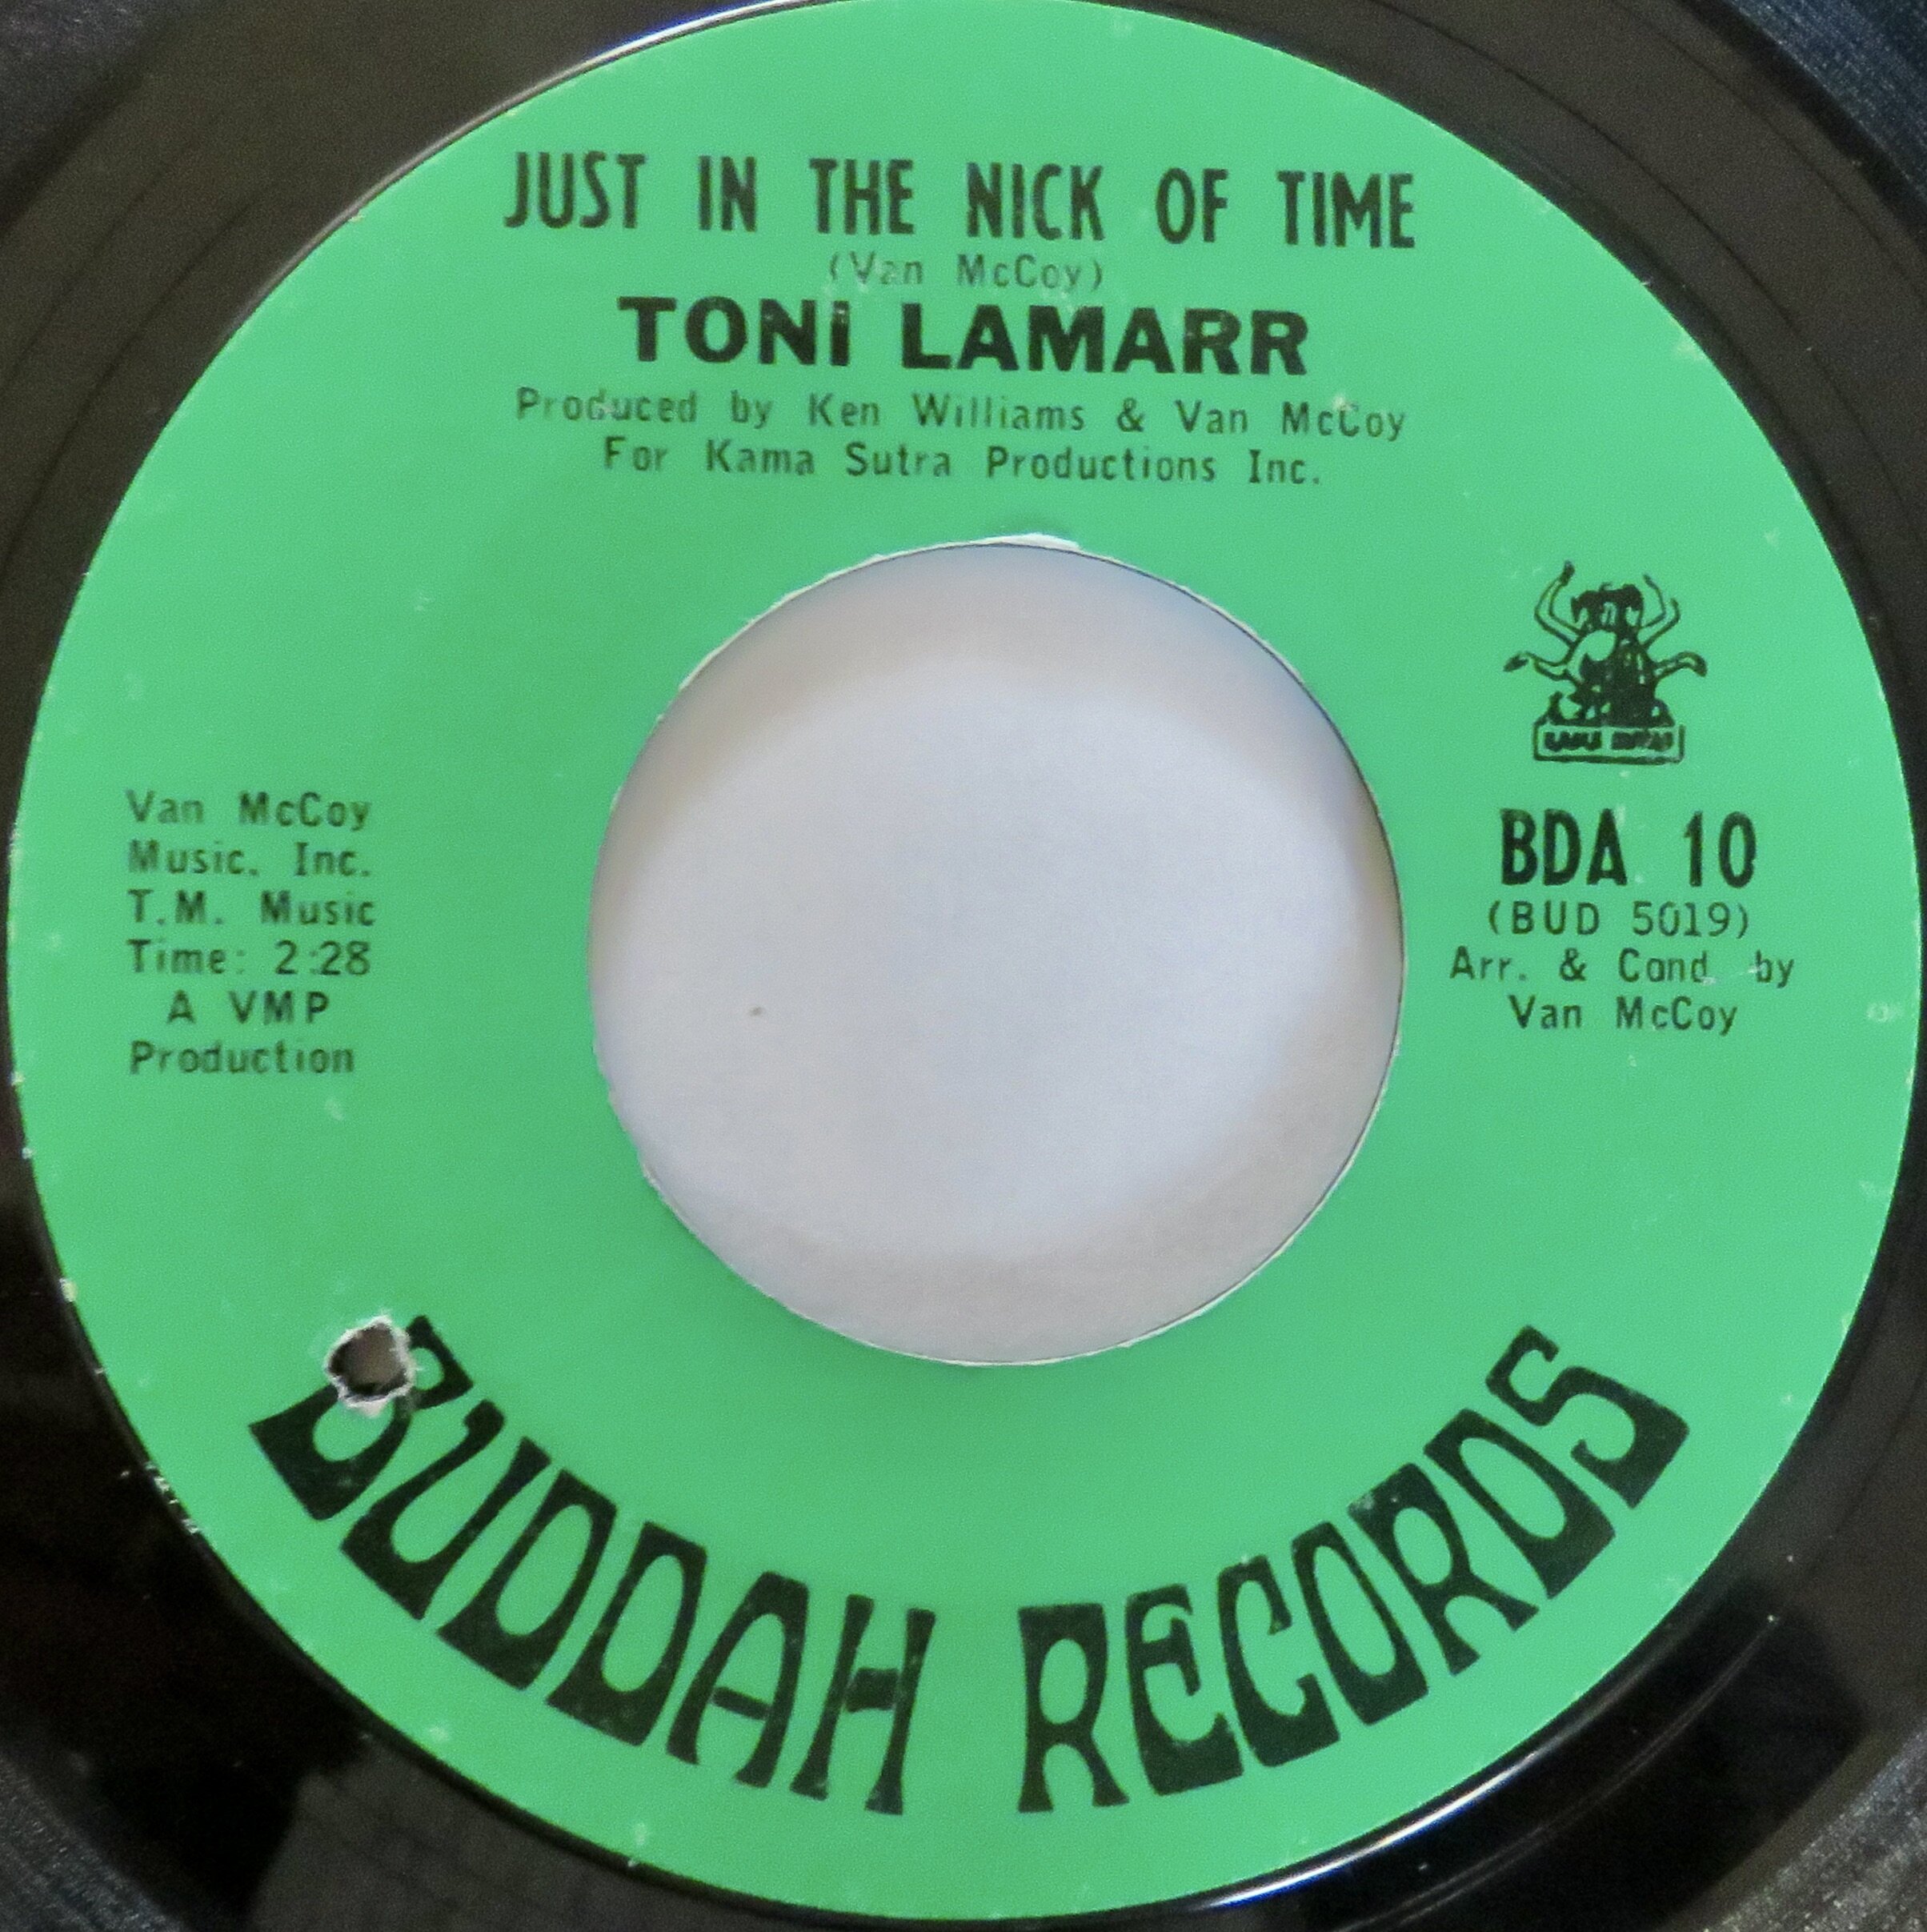 JUST IN THE NICK OF TIME
(Van McCoy)
TONI LAMARR
Produced by Ken Williams & Van McCoy
For Kama Sutra Productions Inc.
Van McCoy
Music, Inc.
T.M. Music
Time: 2:28
A VMP
Production
KAMA SUTRA
BDA 10
(BUD 5019)
Arr. & Cond. by
Van McCoy
BUDDAH RECORDS